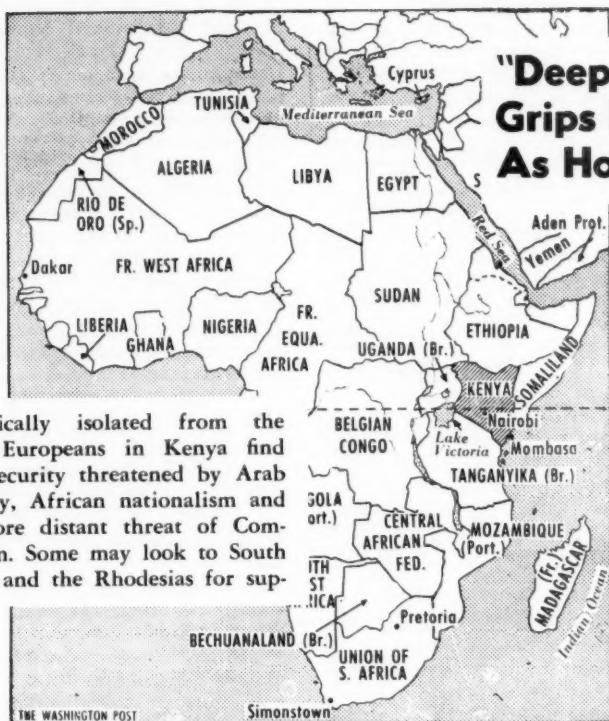 "Deep
Grips
As Ho
Cyprus
TUNISIA
Mediterranean Sea
MOROCCO
ALGERIA
LIBYA
EGYPT
S
RIO DE
ORO (Sp.)
Red Sea
Aden Prot.
Yemen
Dakar
FR. WEST AFRICA
SUDAN
LIBERIA
GHANA
NIGERIA
FR.
EQUA.
AFRICA
ETHIOPIA
UGANDA (Br.)
SOMALILAND
KENYA
Nairobi
BELGIAN
CONGO
Lake
Victoria
Mombasa
TANGANYIKA (Br.)
ically isolated from the
Europeans in Kenya find
ecurity threatened by Arab
y, African nationalism and
ore distant threat of Com-
n. Some may look to South
and the Rhodesias for sup-
GOLA
ort.)
CENTRAL
AFRICAN
FED.
MOZAMBIQUE
(Port.)
(Fr.)
MADAGASCAR
TH
ST
RICA
Pretoria
Indian Ocean
BECHUANALAND (Br.)
UNION OF
S. AFRICA
THE WASHINGTON POST
Simonstown